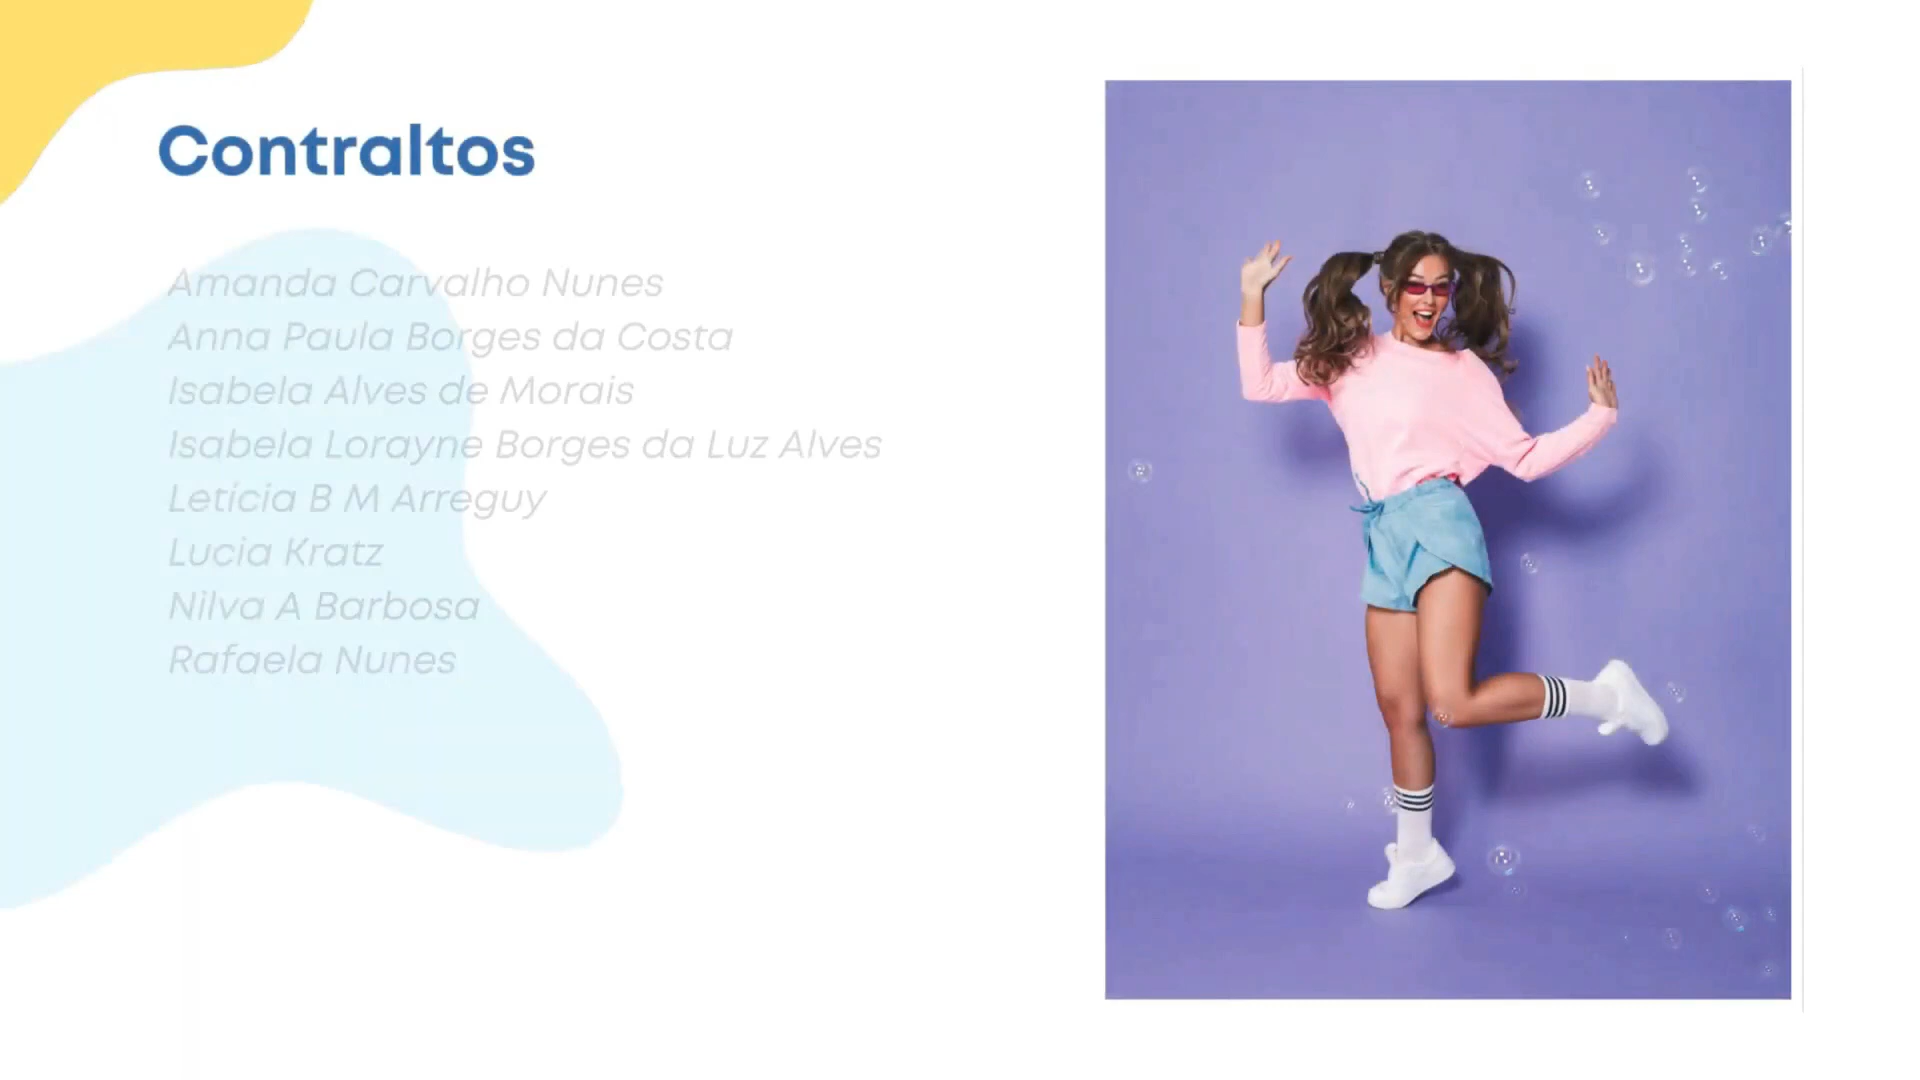 Contraltos
Amanda Carvalho Nunes
Anna Paula Borges da Costa
Isabela Alves de Morais
Isabela Lorayne Borges da Luz Alves
Leticia B M Arreguy
Lucia Kratz
Nilva A Barbosa
Rafaela Nunes